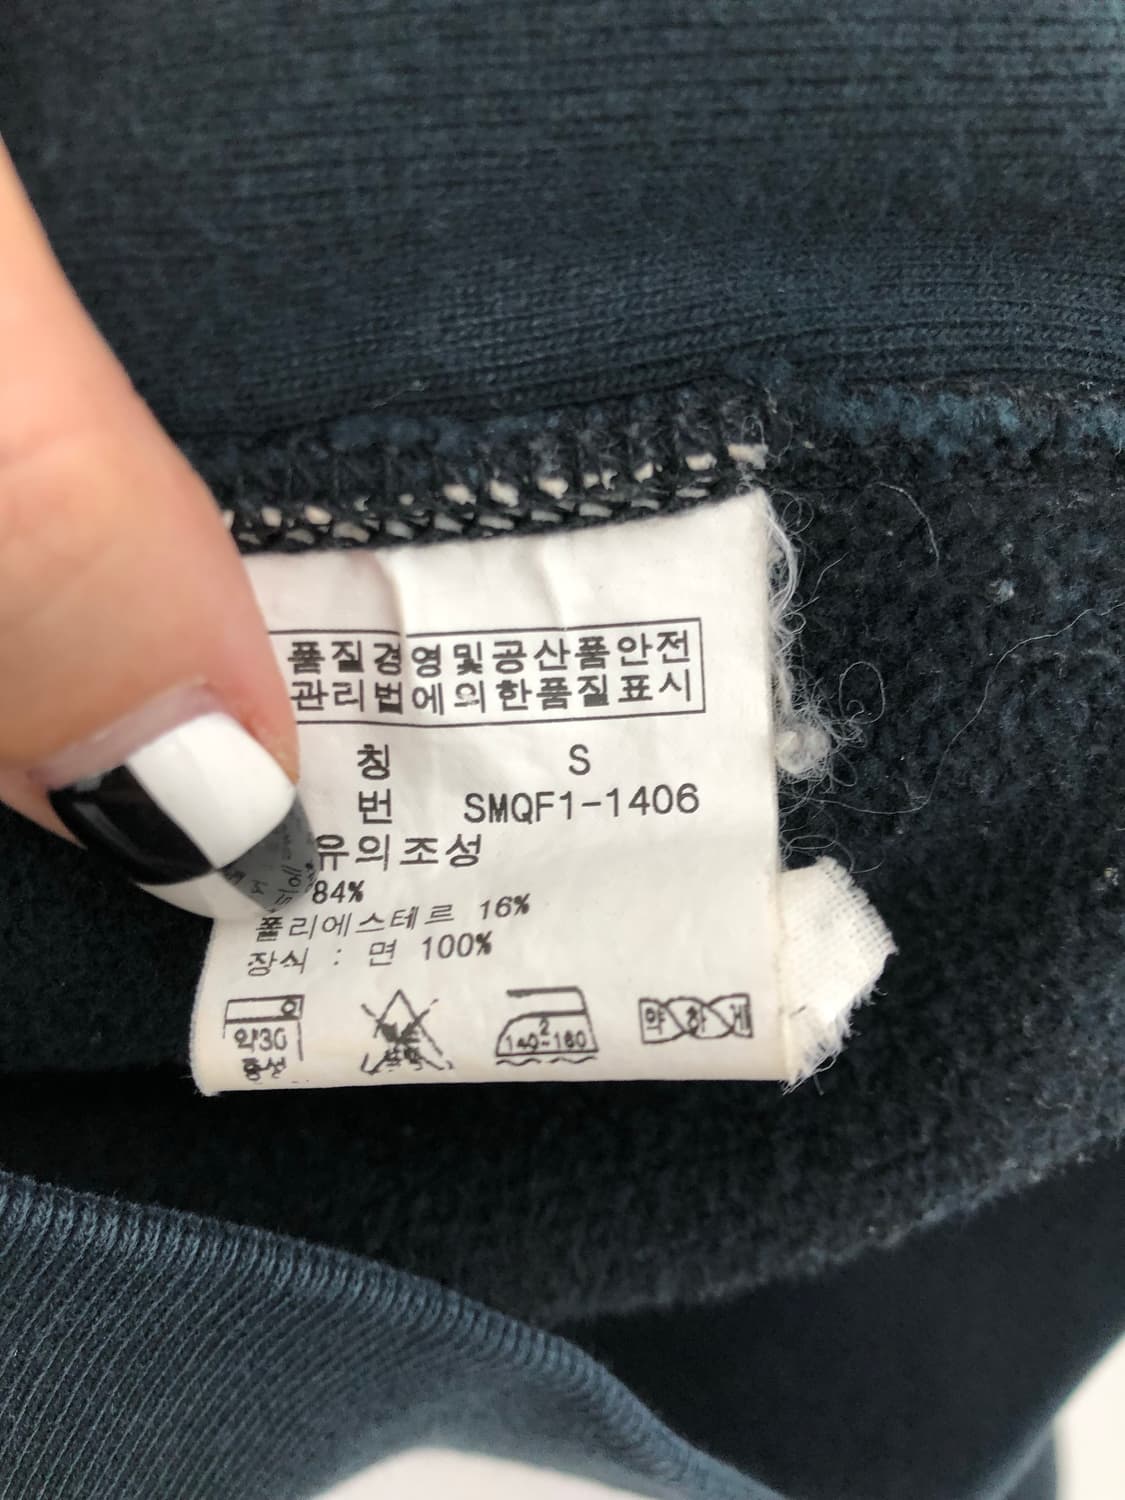 품질경영및공산품안전
관리법에의한품질표시
칭 S
번 SMQF1-1406
유의조성
84%
폴리에스테르 16%
장식 : 면 100%
약30
중성
2
140-160
약하게